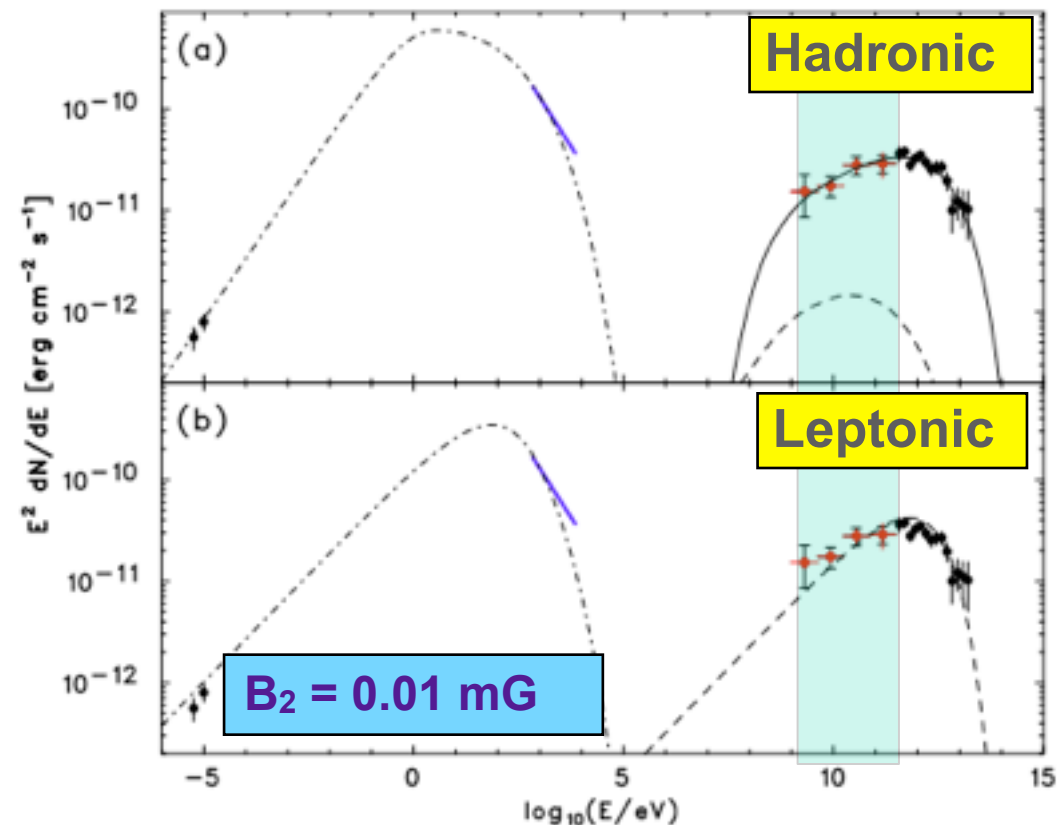 (a)
Hadronic
10⁻¹⁰
10⁻¹¹
10⁻¹²
E² dN/dE [erg cm⁻² s⁻¹]
(b)
Leptonic
10⁻¹⁰
10⁻¹¹
10⁻¹²
B₂ = 0.01 mG
−5 0 5 10 15
log₁₀(E/eV)